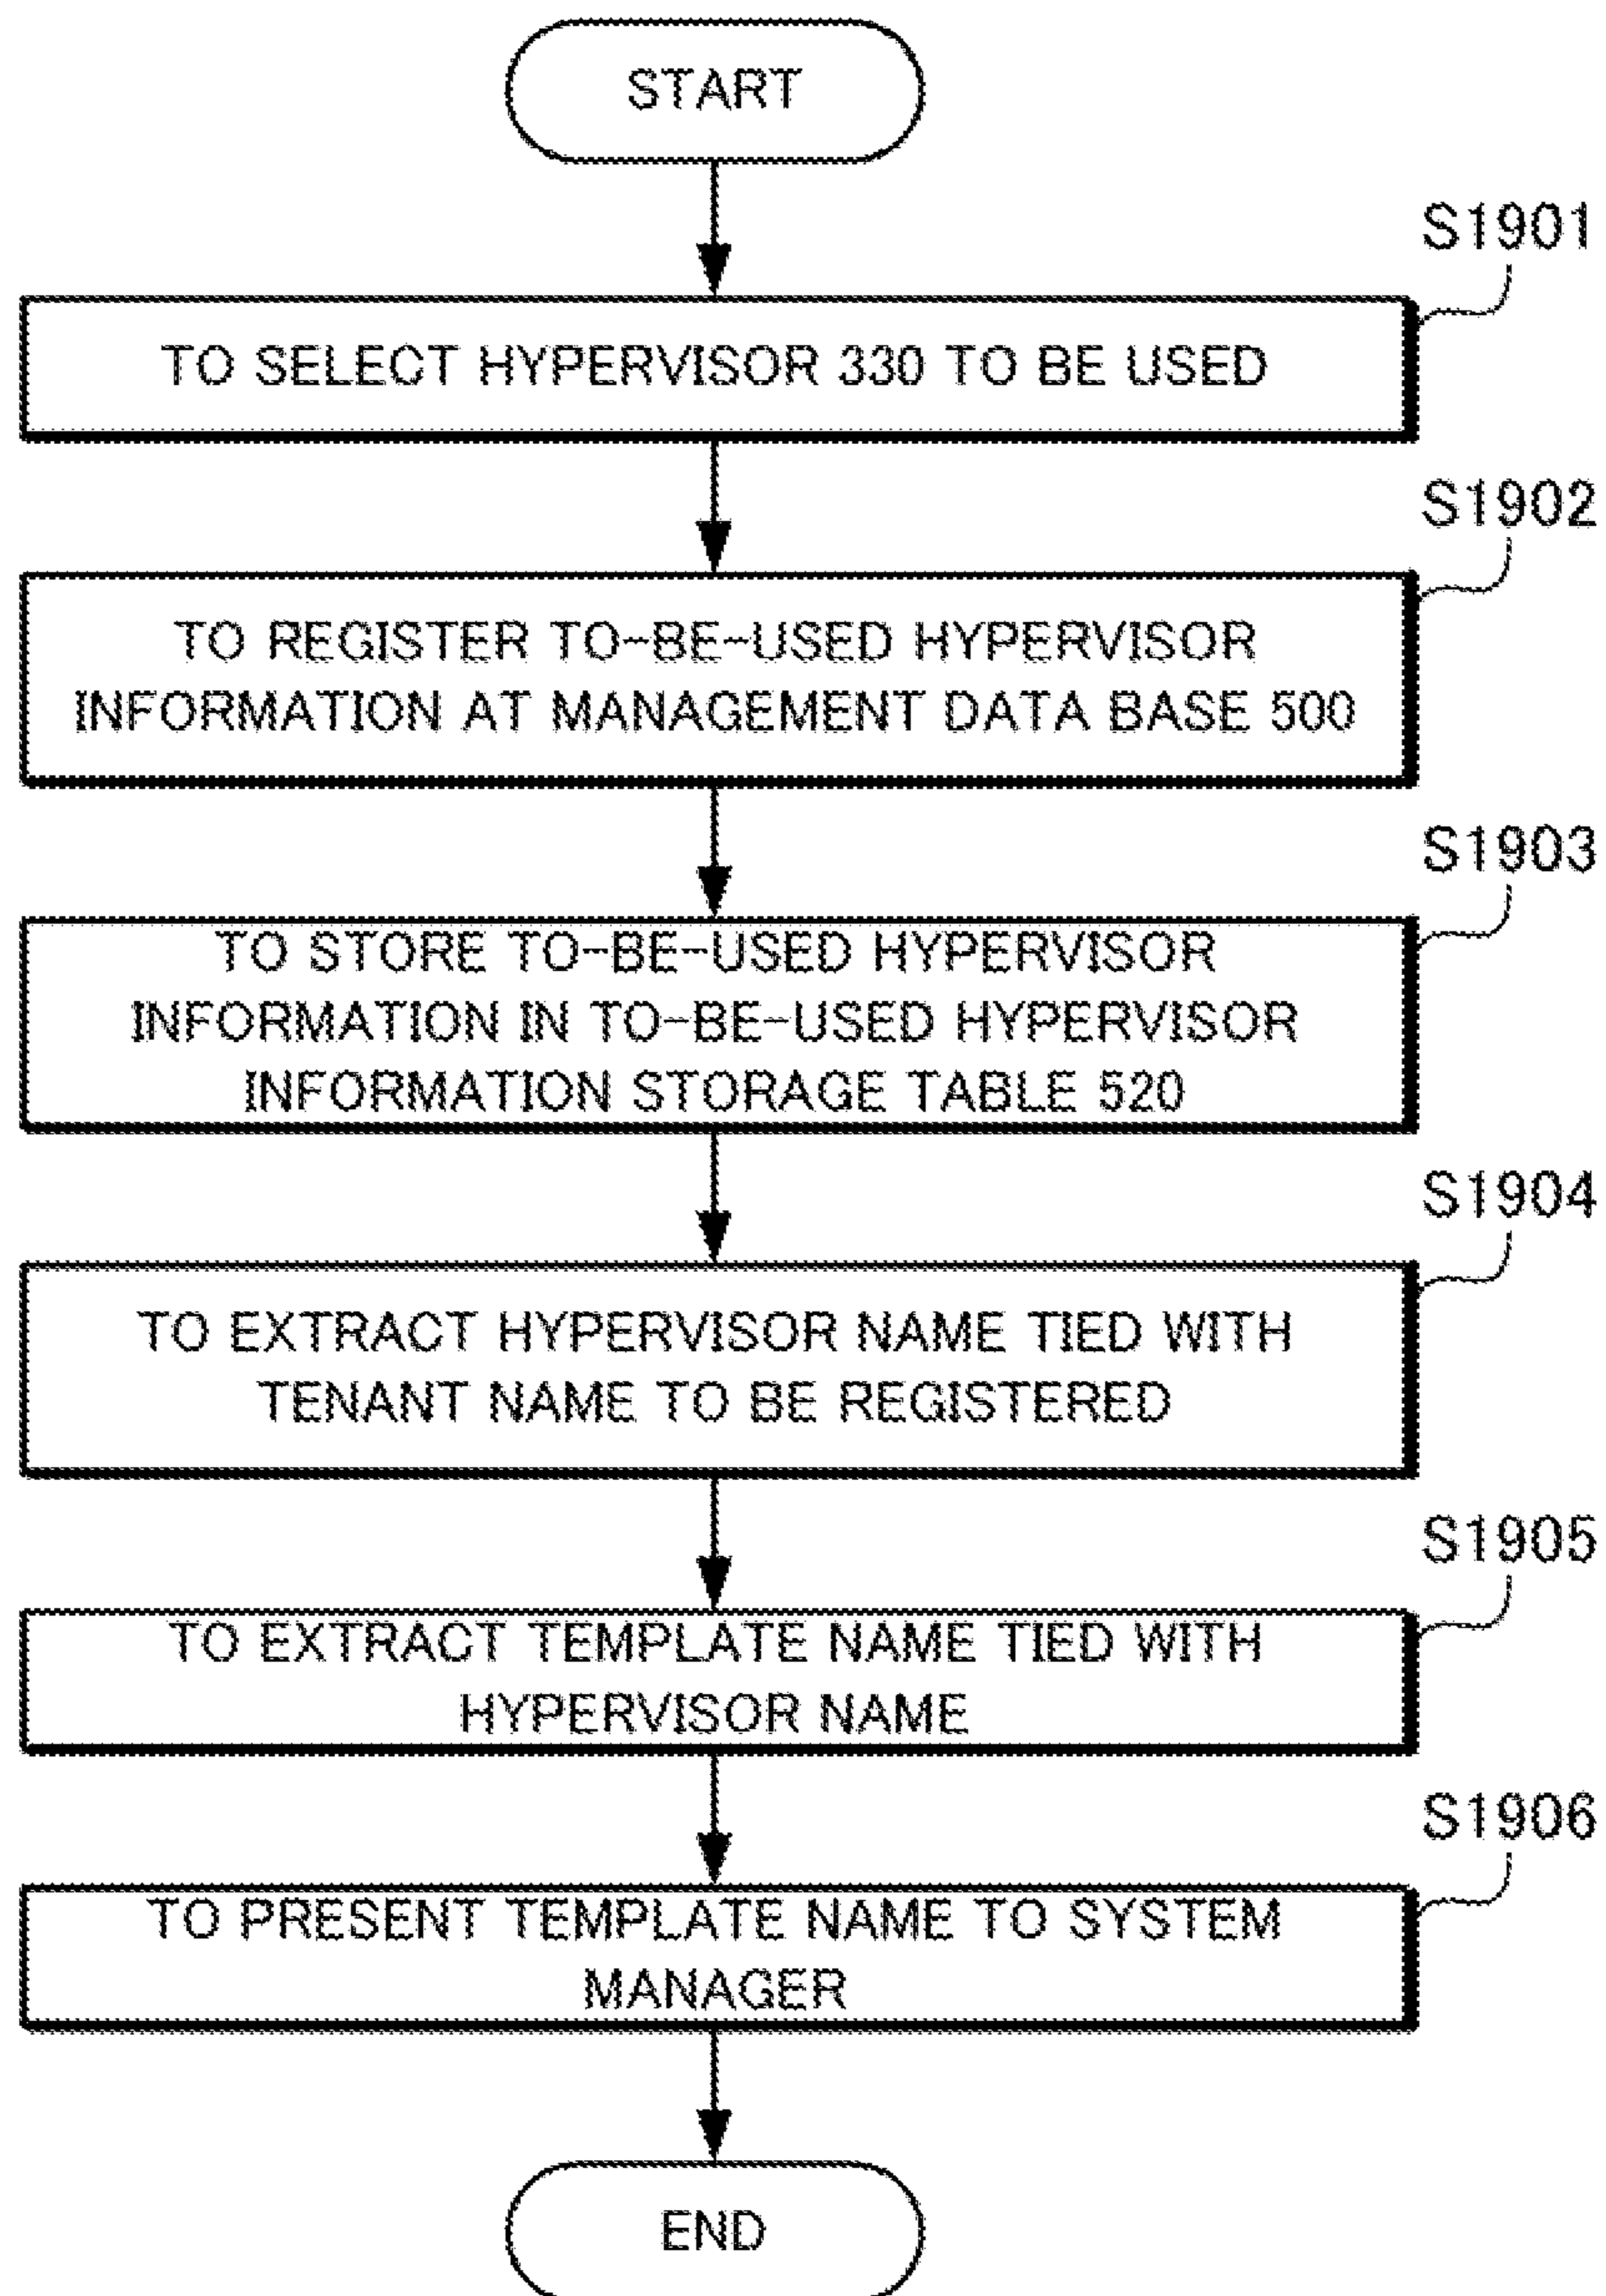 START
S1901
TO SELECT HYPERVISOR 330 TO BE USED
S1902
TO REGISTER TO-BE-USED HYPERVISOR
INFORMATION AT MANAGEMENT DATA BASE 500
S1903
TO STORE TO-BE-USED HYPERVISOR
INFORMATION IN TO-BE-USED HYPERVISOR
INFORMATION STORAGE TABLE 520
S1904
TO EXTRACT HYPERVISOR NAME TIED WITH
TENANT NAME TO BE REGISTERED
S1905
TO EXTRACT TEMPLATE NAME TIED WITH
HYPERVISOR NAME
S1906
TO PRESENT TEMPLATE NAME TO SYSTEM
MANAGER
END